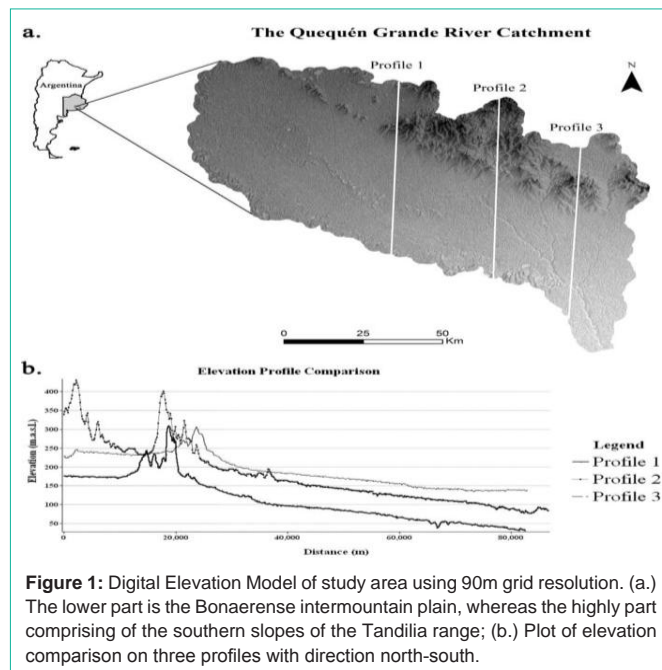 a.
The Quequén Grande River Catchment
Argentina
Profile 1
Profile 2
Profile 3
N
0 25 50
Km
b.
Elevation Profile Comparison
Elevation (m.a.s.l.)
400
350
300
250
200
150
100
50
0 20,000 40,000 60,000 80,000
Distance (m)
Legend
Profile 1
Profile 2
Profile 3
Figure 1: Digital Elevation Model of study area using 90m grid resolution. (a.)
The lower part is the Bonaerense intermountain plain, whereas the highly part
comprising of the southern slopes of the Tandilia range; (b.) Plot of elevation
comparison on three profiles with direction north-south.